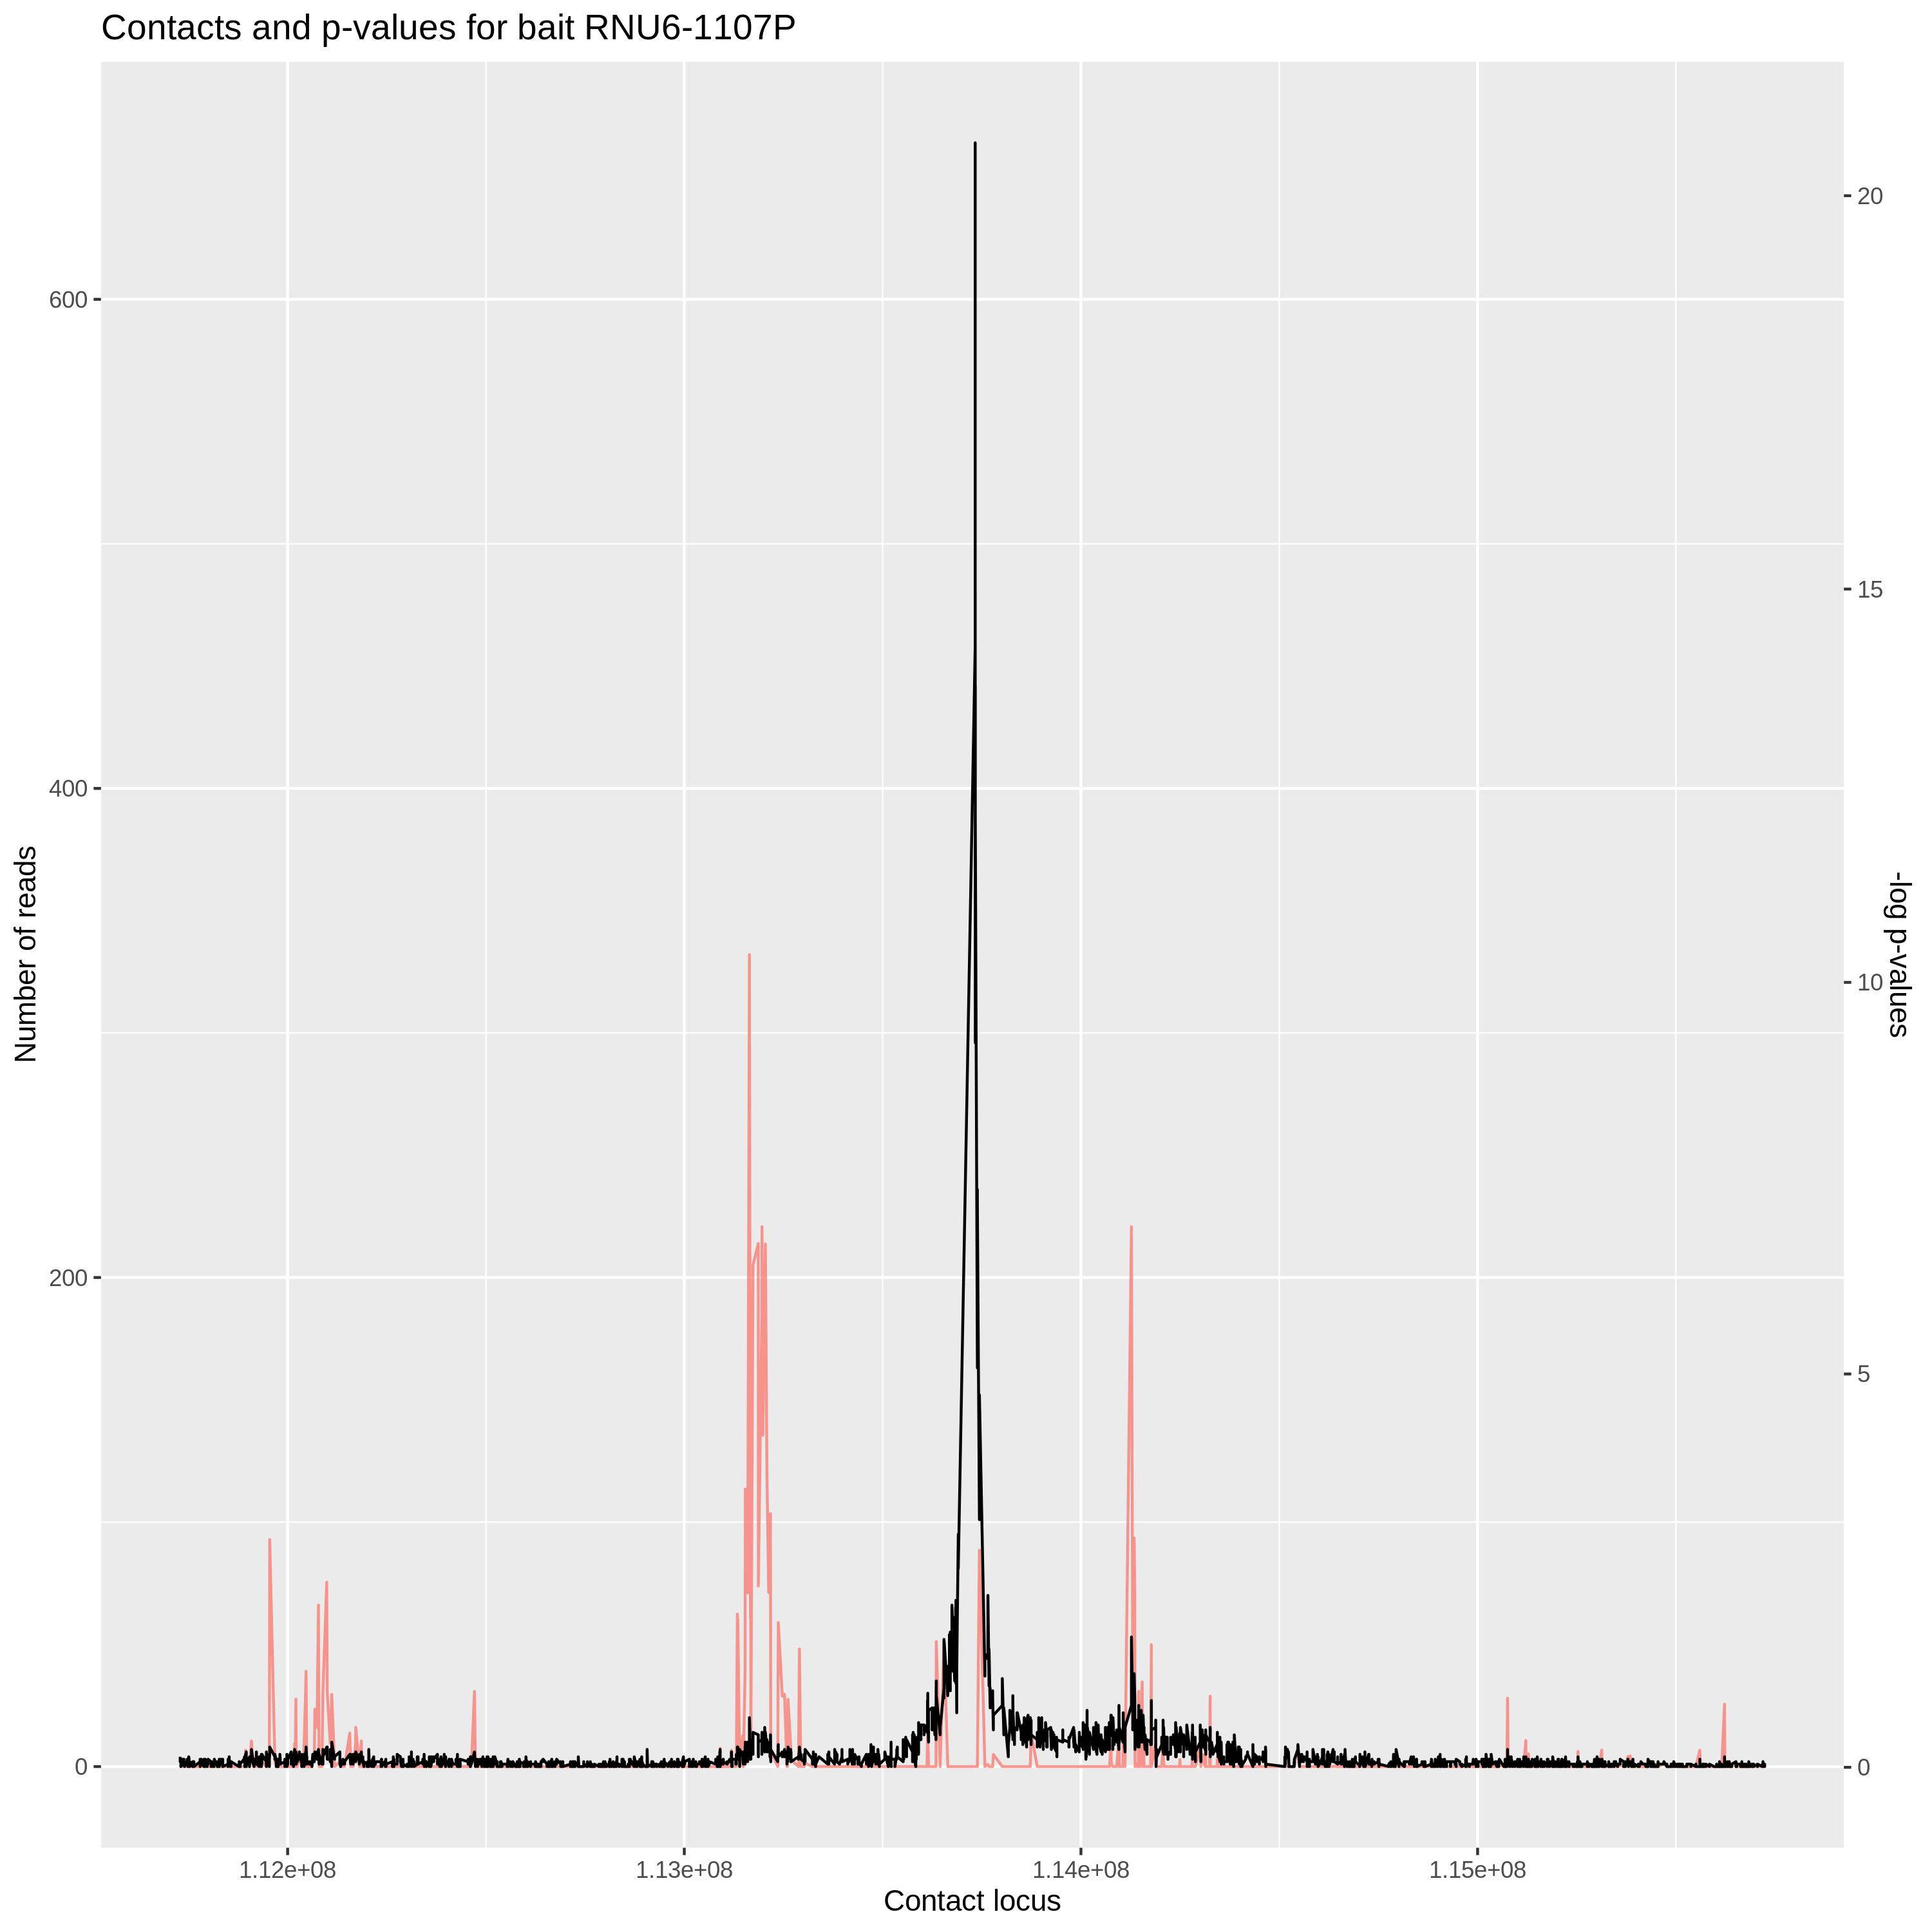 Contacts and p-values for bait RNU6-1107P
20
600
15
400
Number of reads
-log p-values
10
200
5
0
0
1.12e+08 1.13e+08 1.14e+08 1.15e+08
Contact locus